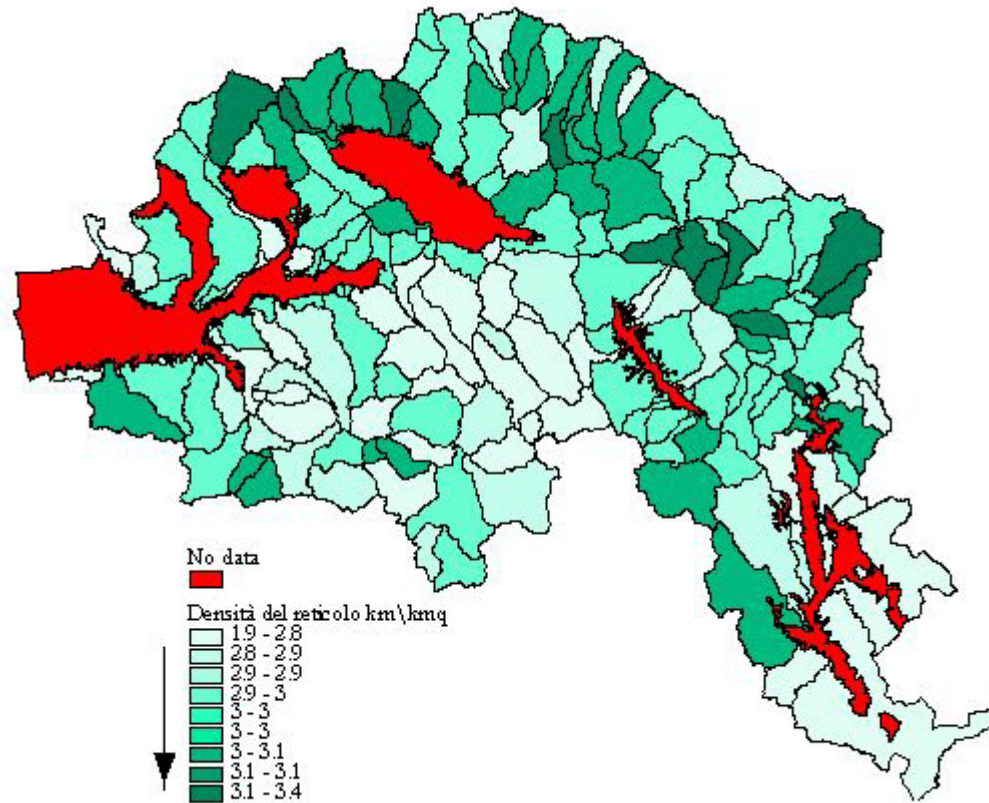 No data
Densità del reticolo km\kmq
1.9 - 2.8
2.8 - 2.9
2.9 - 2.9
2.9 - 3
3 - 3
3 - 3
3 - 3.1
3.1 - 3.1
3.1 - 3.4